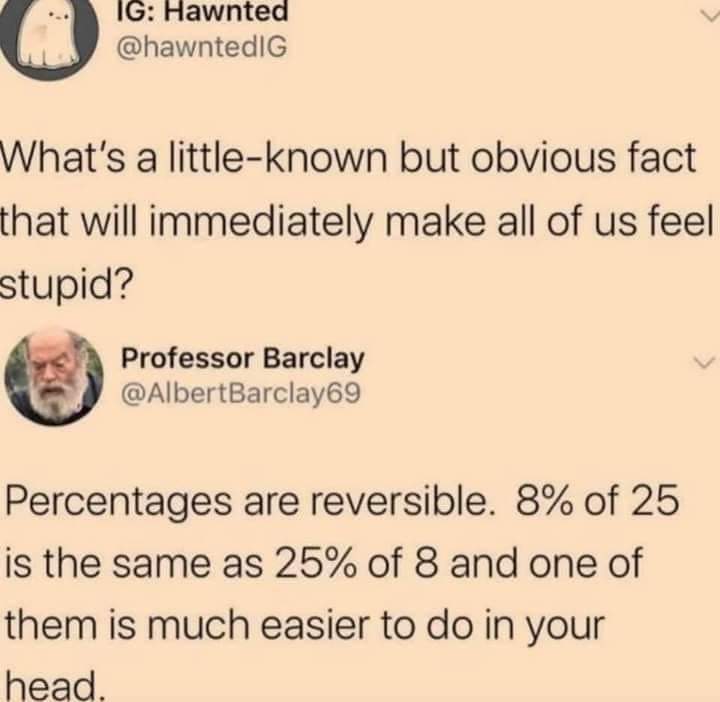 IG: Hawnted
@hawntedIG
What's a little-known but obvious fact
that will immediately make all of us feel
stupid?
Professor Barclay
@AlbertBarclay69
Percentages are reversible.  8% of 25
is the same as 25% of 8 and one of
them is much easier to do in your
head.